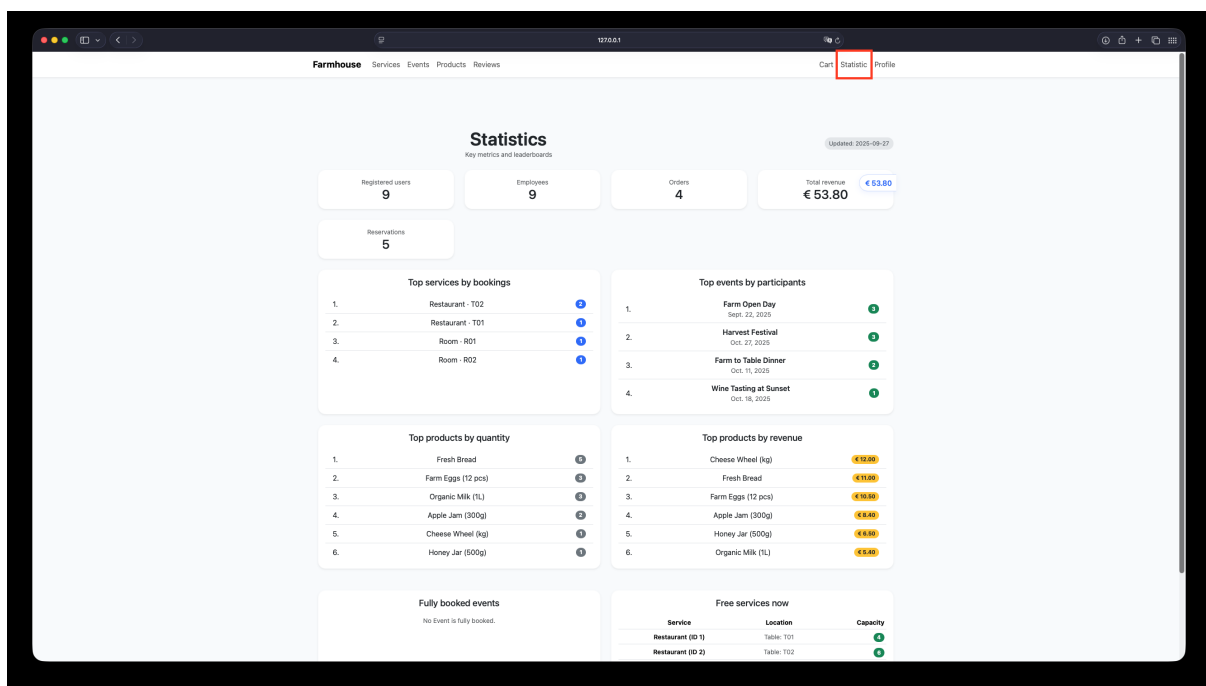 127.0.0.1
Farmhouse Services Events Products Reviews Cart Statistic Profile
Statistics
Key metrics and leaderboards
Updated: 2025-09-27
Registered users
9
Employees
9
Orders
4
Total revenue
€ 53.80
€ 53.80
Reservations
5
Top services by bookings
1. Restaurant · T02 2
2. Restaurant · T01 1
3. Room · R01 1
4. Room · R02 1
Top events by participants
1. Farm Open Day 3
Sept. 22, 2025
2. Harvest Festival 3
Oct. 27, 2025
3. Farm to Table Dinner 2
Oct. 11, 2025
4. Wine Tasting at Sunset 1
Oct. 18, 2025
Top products by quantity
1. Fresh Bread 5
2. Farm Eggs (12 pcs) 3
3. Organic Milk (1L) 3
4. Apple Jam (300g) 2
5. Cheese Wheel (kg) 1
6. Honey Jar (500g) 1
Top products by revenue
1. Cheese Wheel (kg) € 12.00
2. Fresh Bread € 11.00
3. Farm Eggs (12 pcs) € 10.50
4. Apple Jam (300g) € 8.40
5. Honey Jar (500g) € 6.50
6. Organic Milk (1L) € 5.40
Fully booked events
No Event is fully booked.
Free services now
Service Location Capacity
Restaurant (ID 1) Table: T01 4
Restaurant (ID 2) Table: T02 6